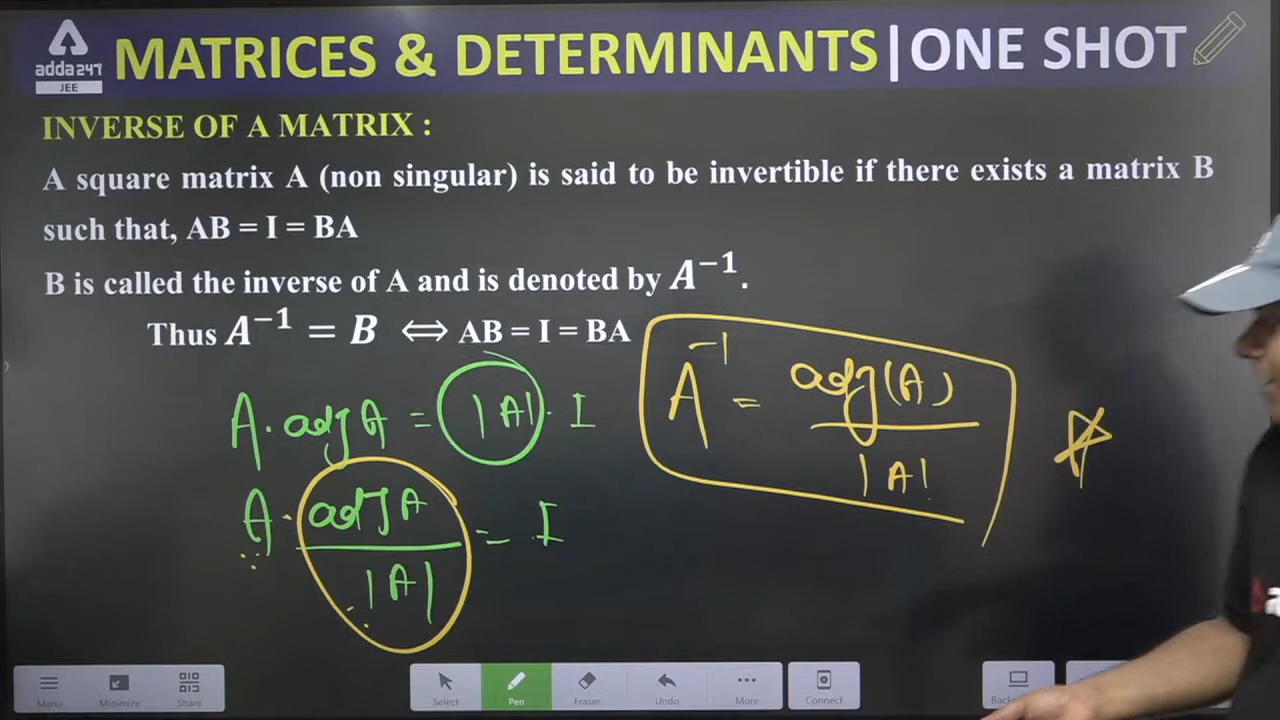 adda247
JEE
MATRICES & DETERMINANTS | ONE SHOT
INVERSE OF A MATRIX :
A square matrix A (non singular) is said to be invertible if there exists a matrix B
such that, AB = I = BA
B is called the inverse of A and is denoted by A⁻¹.
Thus A⁻¹ = B ⟺ AB = I = BA
A · adj A = |A| · I
A · adj A / |A| = I
A⁻¹ = adj(A) / |A|
Menu Minimize Share Select Pen Eraser Undo More Connect